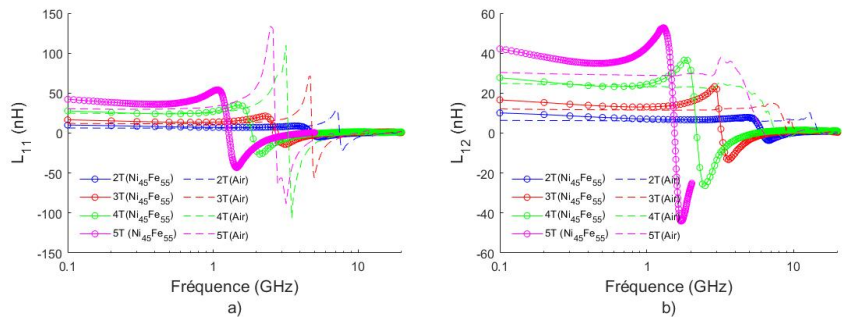 150
100
50
0
-50
-100
-150
L11 (nH)
2T(Ni45Fe55)
3T(Ni45Fe55)
4T(Ni45Fe55)
5T (Ni45Fe55)
2T(Air)
3T(Air)
4T(Air)
5T(Air)
0.1
1
10
Fréquence (GHz)
a)
60
40
20
0
-20
-40
-60
L12 (nH)
2T(Ni45Fe55)
3T(Ni45Fe55)
4T(Ni45Fe55)
5T (Ni45Fe55)
2T(Air)
3T(Air)
4T(Air)
5T(Air)
0.1
1
10
Fréquence (GHz)
b)